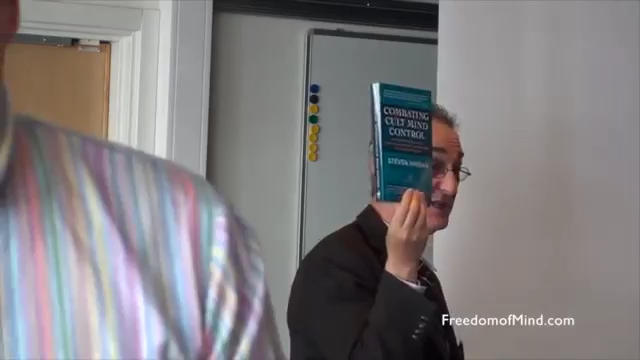 COMBATING
CULT MIND
CONTROL
STEVEN HASSAN
FreedomofMind.com